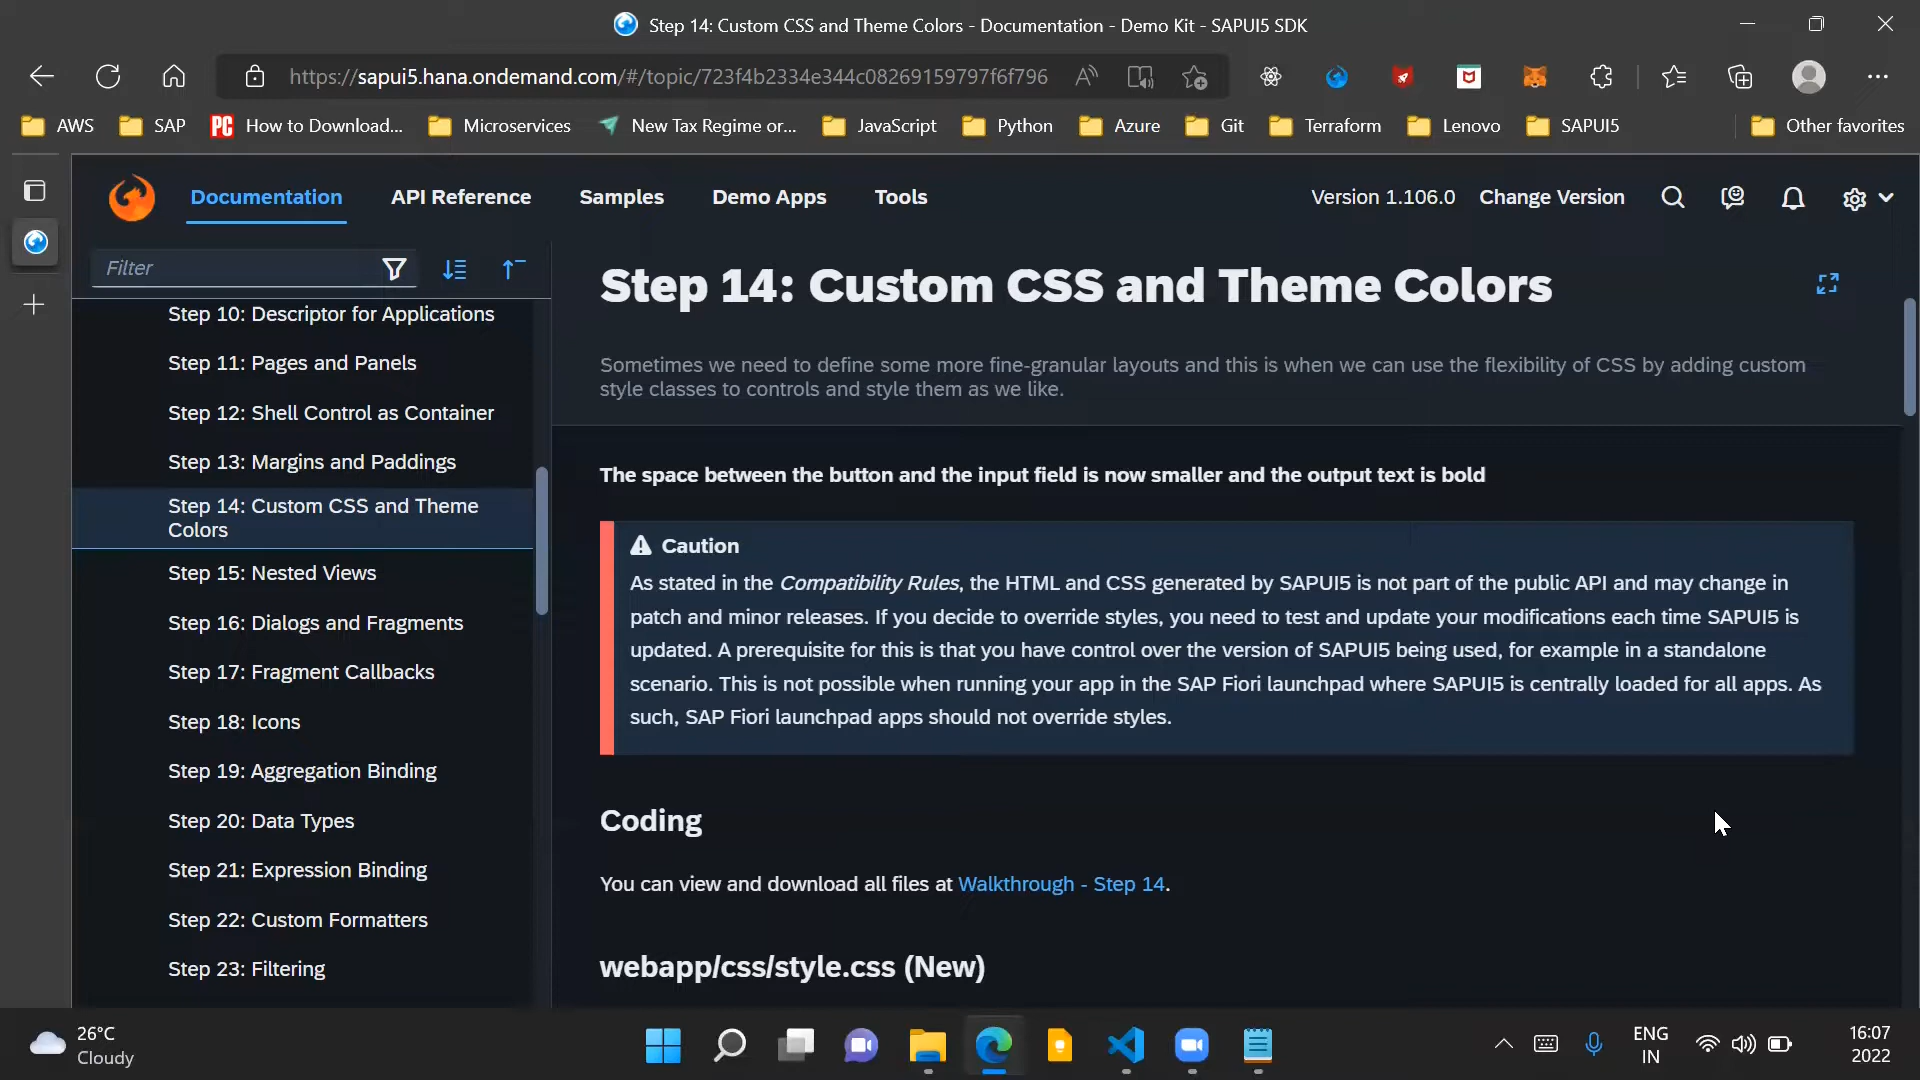 Step 14: Custom CSS and Theme Colors - Documentation - Demo Kit - SAPUI5 SDK
https://sapui5.hana.ondemand.com/#/topic/723f4b2334e344c08269159797f6f796
AWS SAP PC How to Download... Microservices New Tax Regime or... JavaScript Python Azure Git Terraform Lenovo SAPUI5 Other favorites
Documentation API Reference Samples Demo Apps Tools Version 1.106.0 Change Version
Filter
Step 10: Descriptor for Applications
Step 11: Pages and Panels
Step 12: Shell Control as Container
Step 13: Margins and Paddings
Step 14: Custom CSS and Theme
Colors
Step 15: Nested Views
Step 16: Dialogs and Fragments
Step 17: Fragment Callbacks
Step 18: Icons
Step 19: Aggregation Binding
Step 20: Data Types
Step 21: Expression Binding
Step 22: Custom Formatters
Step 23: Filtering
Step 14: Custom CSS and Theme Colors
Sometimes we need to define some more fine-granular layouts and this is when we can use the flexibility of CSS by adding custom
style classes to controls and style them as we like.
The space between the button and the input field is now smaller and the output text is bold
Caution
As stated in the Compatibility Rules, the HTML and CSS generated by SAPUI5 is not part of the public API and may change in
patch and minor releases. If you decide to override styles, you need to test and update your modifications each time SAPUI5 is
updated. A prerequisite for this is that you have control over the version of SAPUI5 being used, for example in a standalone
scenario. This is not possible when running your app in the SAP Fiori launchpad where SAPUI5 is centrally loaded for all apps. As
such, SAP Fiori launchpad apps should not override styles.
Coding
You can view and download all files at Walkthrough - Step 14.
webapp/css/style.css (New)
26°C
Cloudy
ENG
IN
16:07
2022